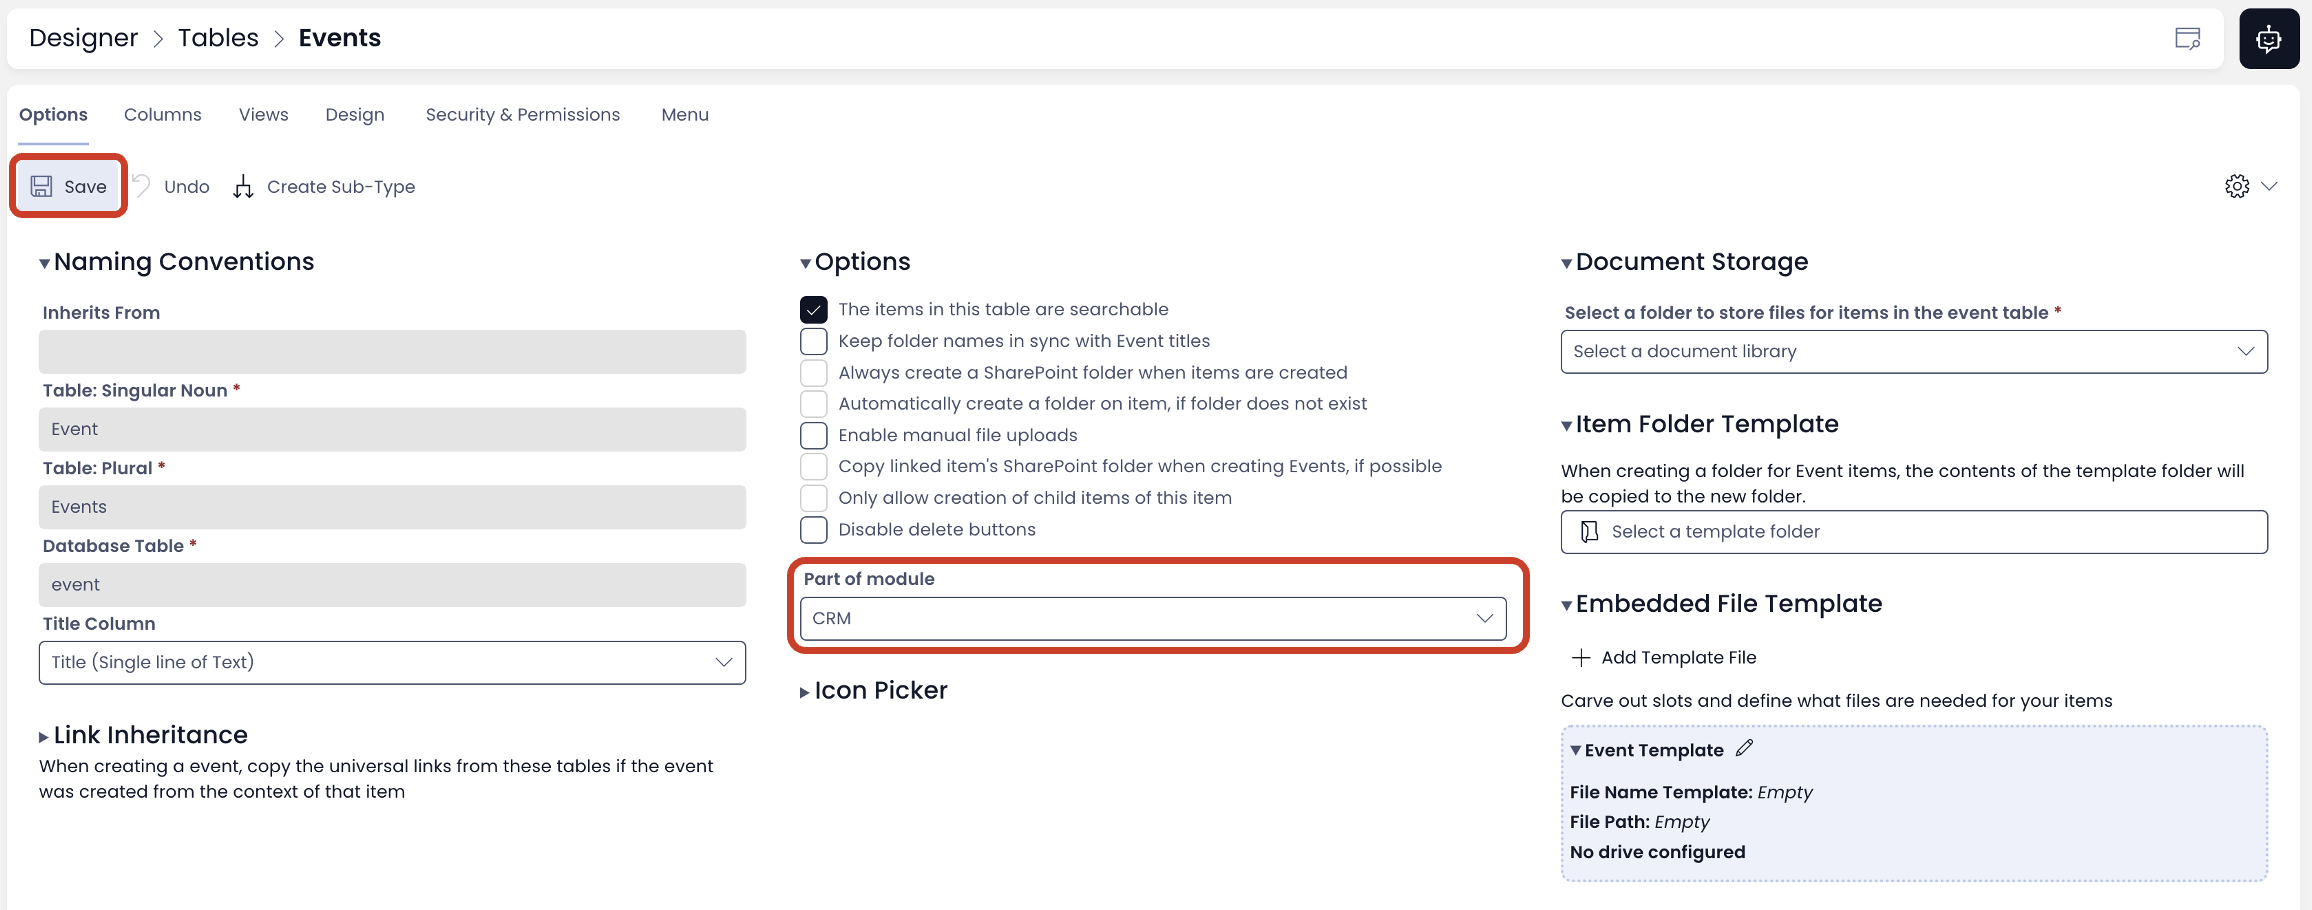 Designer > Tables > Events
Options Columns Views Design Security & Permissions Menu
Save Undo Create Sub-Type
Naming Conventions
Inherits From
Table: Singular Noun *
Event
Table: Plural *
Events
Database Table *
event
Title Column
Title (Single line of Text)
Link Inheritance
When creating a event, copy the universal links from these tables if the event
was created from the context of that item
Options
The items in this table are searchable
Keep folder names in sync with Event titles
Always create a SharePoint folder when items are created
Automatically create a folder on item, if folder does not exist
Enable manual file uploads
Copy linked item's SharePoint folder when creating Events, if possible
Only allow creation of child items of this item
Disable delete buttons
Part of module
CRM
Icon Picker
Document Storage
Select a folder to store files for items in the event table *
Select a document library
Item Folder Template
When creating a folder for Event items, the contents of the template folder will
be copied to the new folder.
Select a template folder
Embedded File Template
Add Template File
Carve out slots and define what files are needed for your items
Event Template
File Name Template: Empty
File Path: Empty
No drive configured